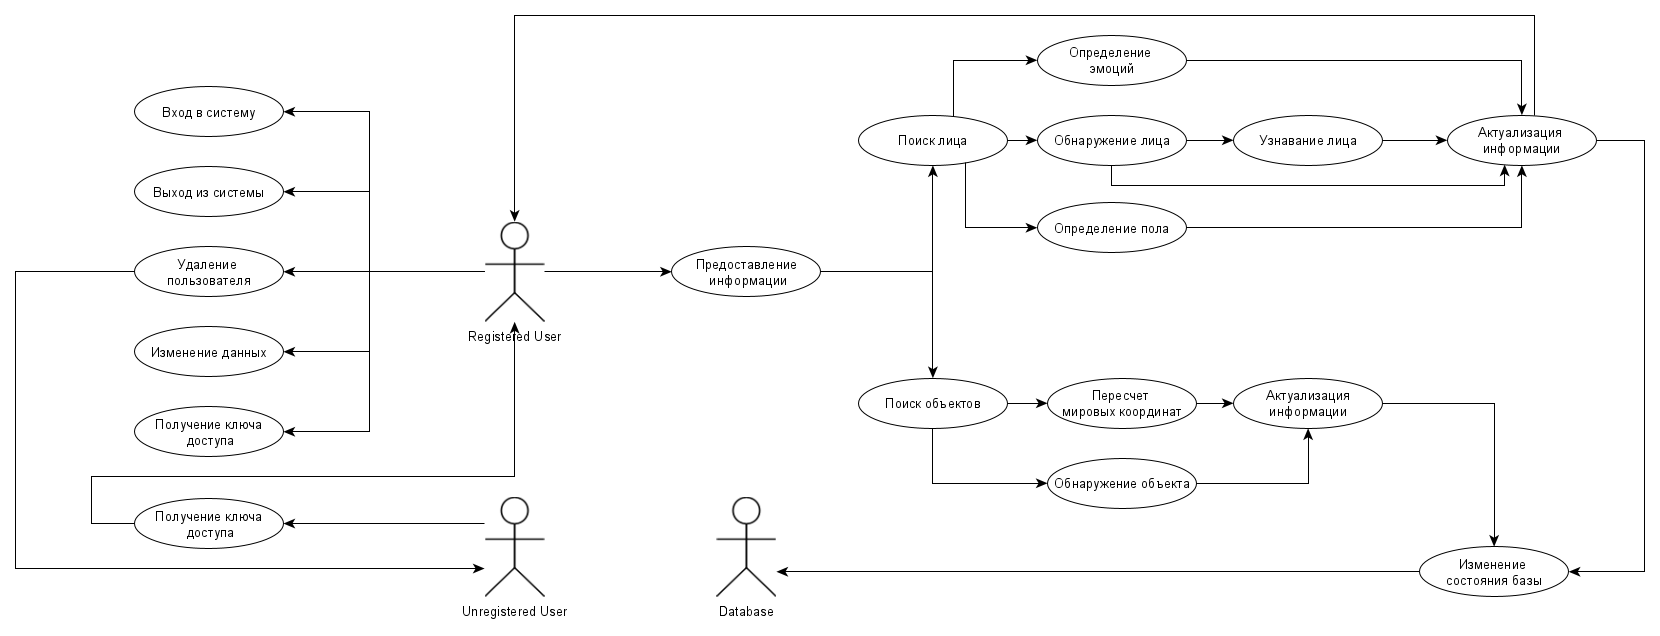 Определение
эмоций
Вход в систему
Поиск лица
Обнаружение лица
Узнавание лица
Актуализация
информации
Выход из системы
Определение пола
Удаление
пользователя
Предоставление
информации
Registered User
Изменение данных
Поиск объектов
Пересчет
мировых координат
Актуализация
информации
Получение ключа
доступа
Обнаружение объекта
Получение ключа
доступа
Изменение
состояния базы
Unregistered User
Database